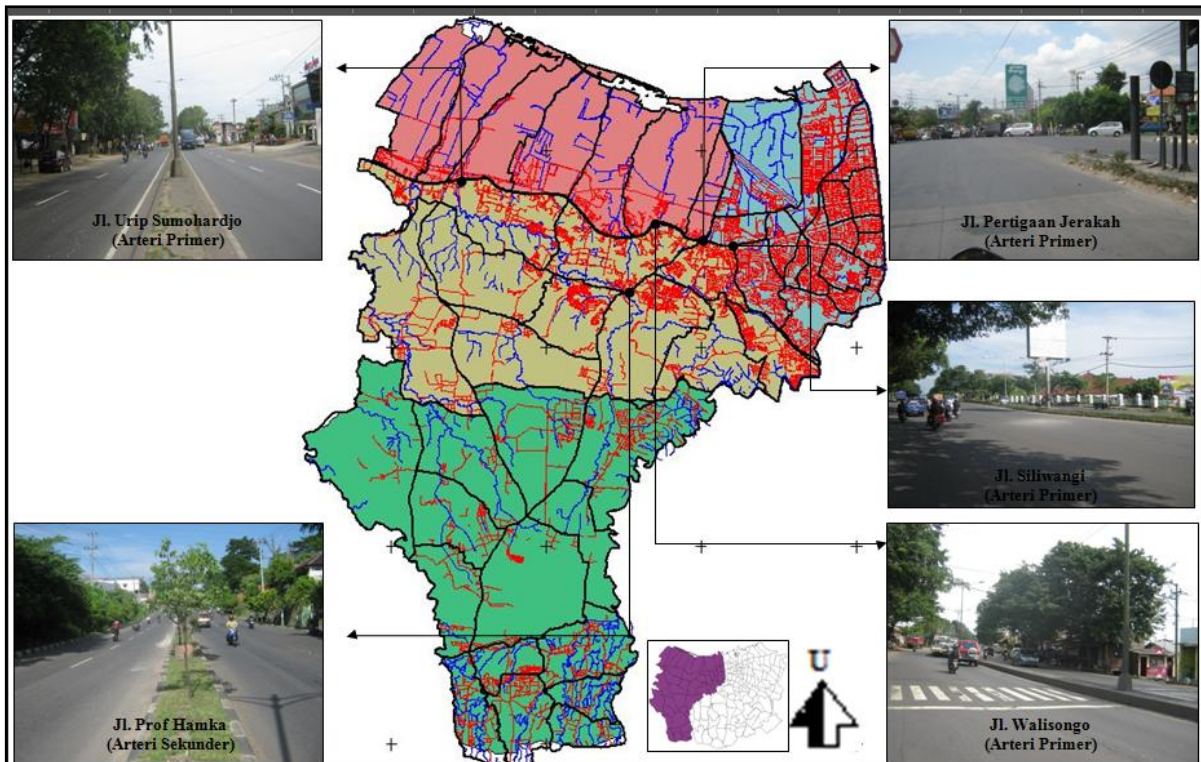 Jl. Urip Sumohardjo
(Arteri Primer)
Jl. Pertigaan Jerakah
(Arteri Primer)
Jl. Siliwangi
(Arteri Primer)
Jl. Prof Hamka
(Arteri Sekunder)
U
Jl. Walisongo
(Arteri Primer)